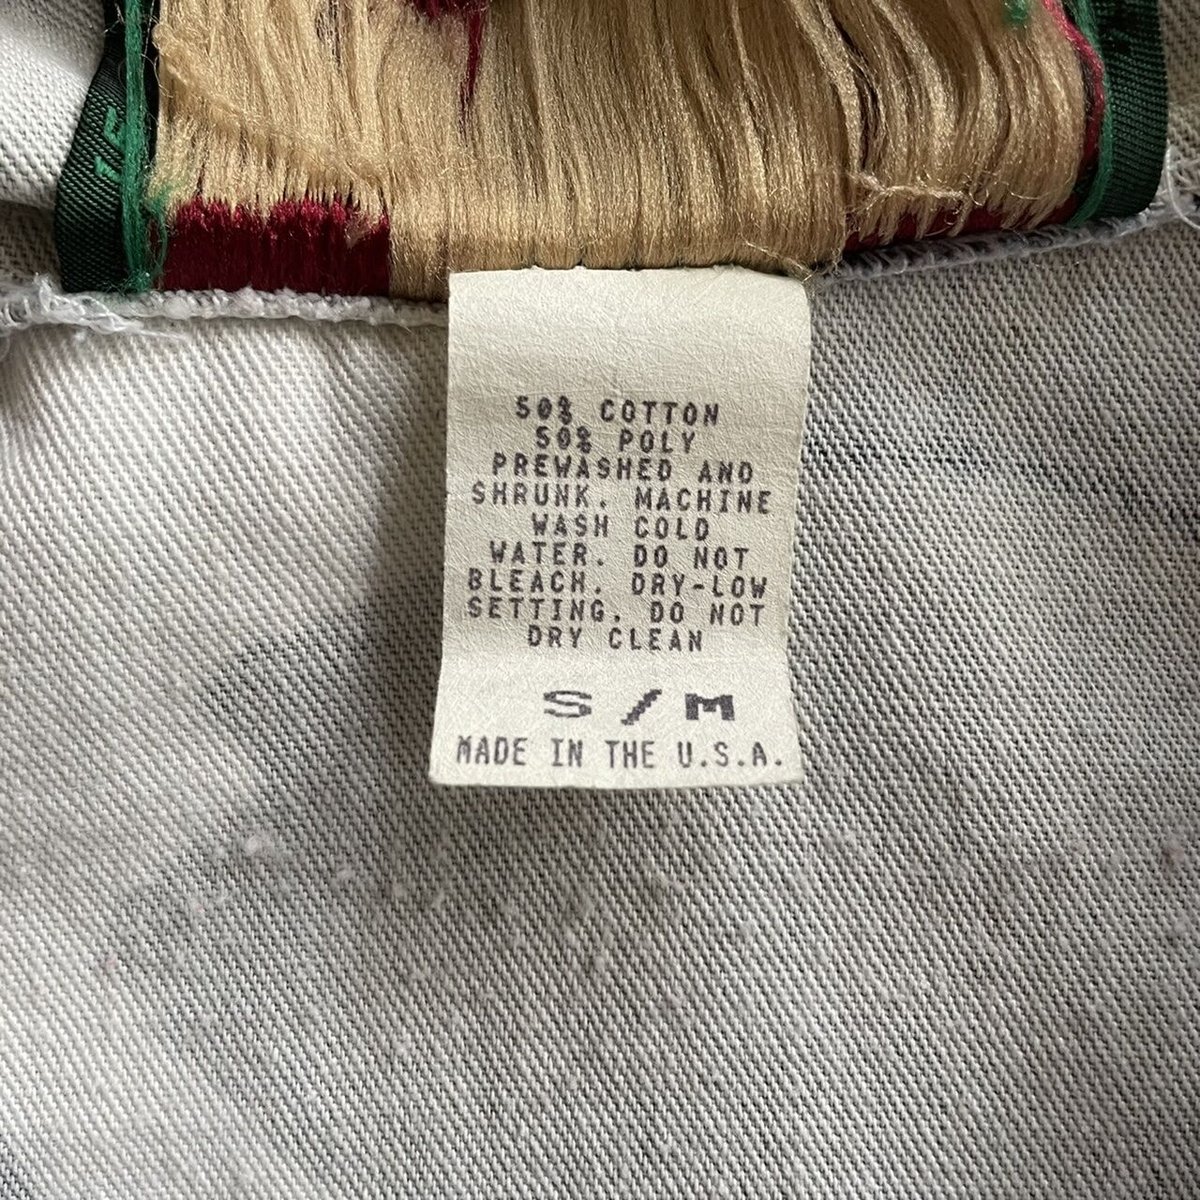 50% COTTON
50% POLY
PREWASHED AND
SHRUNK. MACHINE
WASH COLD
WATER. DO NOT
BLEACH. DRY-LOW
SETTING. DO NOT
DRY CLEAN
S/M
MADE IN THE U.S.A.